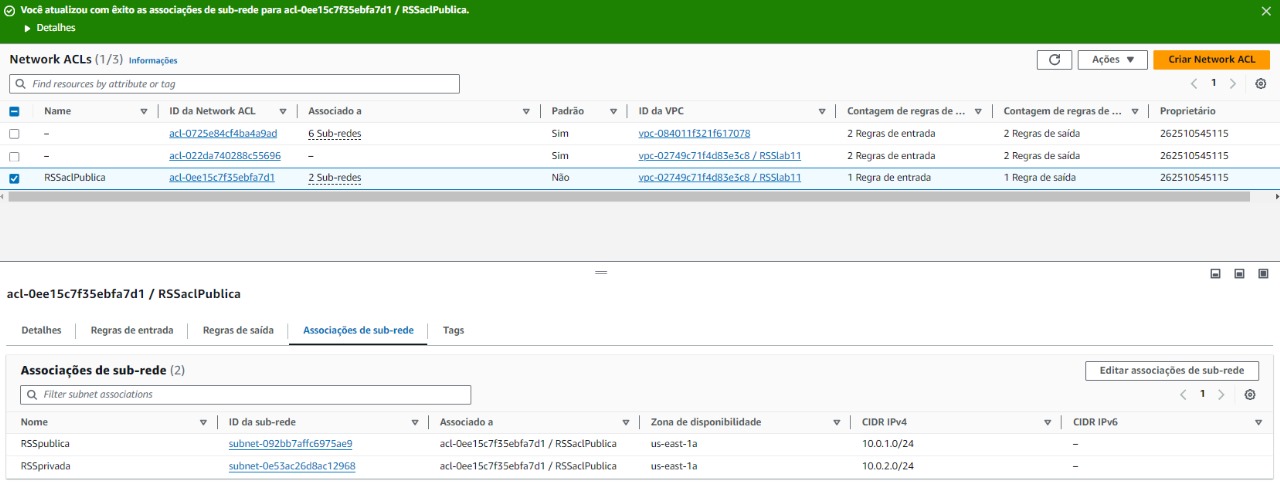 Você atualizou com êxito as associações de sub-rede para acl-0ee15c7f35ebfa7d1 / RSSaclPublica.
Detalhes
Network ACLs (1/3) Informações
Ações
Criar Network ACL
Find resources by attribute or tag
1
Name ID da Network ACL Associado a Padrão ID da VPC Contagem de regras de ... Contagem de regras de ... Proprietário
– acl-0725e84cf4ba4a9ad 6 Sub-redes Sim vpc-084011f321f617078 2 Regras de entrada 2 Regras de saída 262510545115
– acl-022da740288c55696 – Sim vpc-02749c71f4d83e3c8 / RSSlab11 2 Regras de entrada 2 Regras de saída 262510545115
RSSaclPublica acl-0ee15c7f35ebfa7d1 2 Sub-redes Não vpc-02749c71f4d83e3c8 / RSSlab11 1 Regra de entrada 1 Regra de saída 262510545115
acl-0ee15c7f35ebfa7d1 / RSSaclPublica
Detalhes Regras de entrada Regras de saída Associações de sub-rede Tags
Associações de sub-rede (2)
Editar associações de sub-rede
Filter subnet associations
1
Nome ID da sub-rede Associado a Zona de disponibilidade CIDR IPv4 CIDR IPv6
RSSpublica subnet-092bb7affc6975ae9 acl-0ee15c7f35ebfa7d1 / RSSaclPublica us-east-1a 10.0.1.0/24 –
RSSprivada subnet-0e53ac26d8ac12968 acl-0ee15c7f35ebfa7d1 / RSSaclPublica us-east-1a 10.0.2.0/24 –